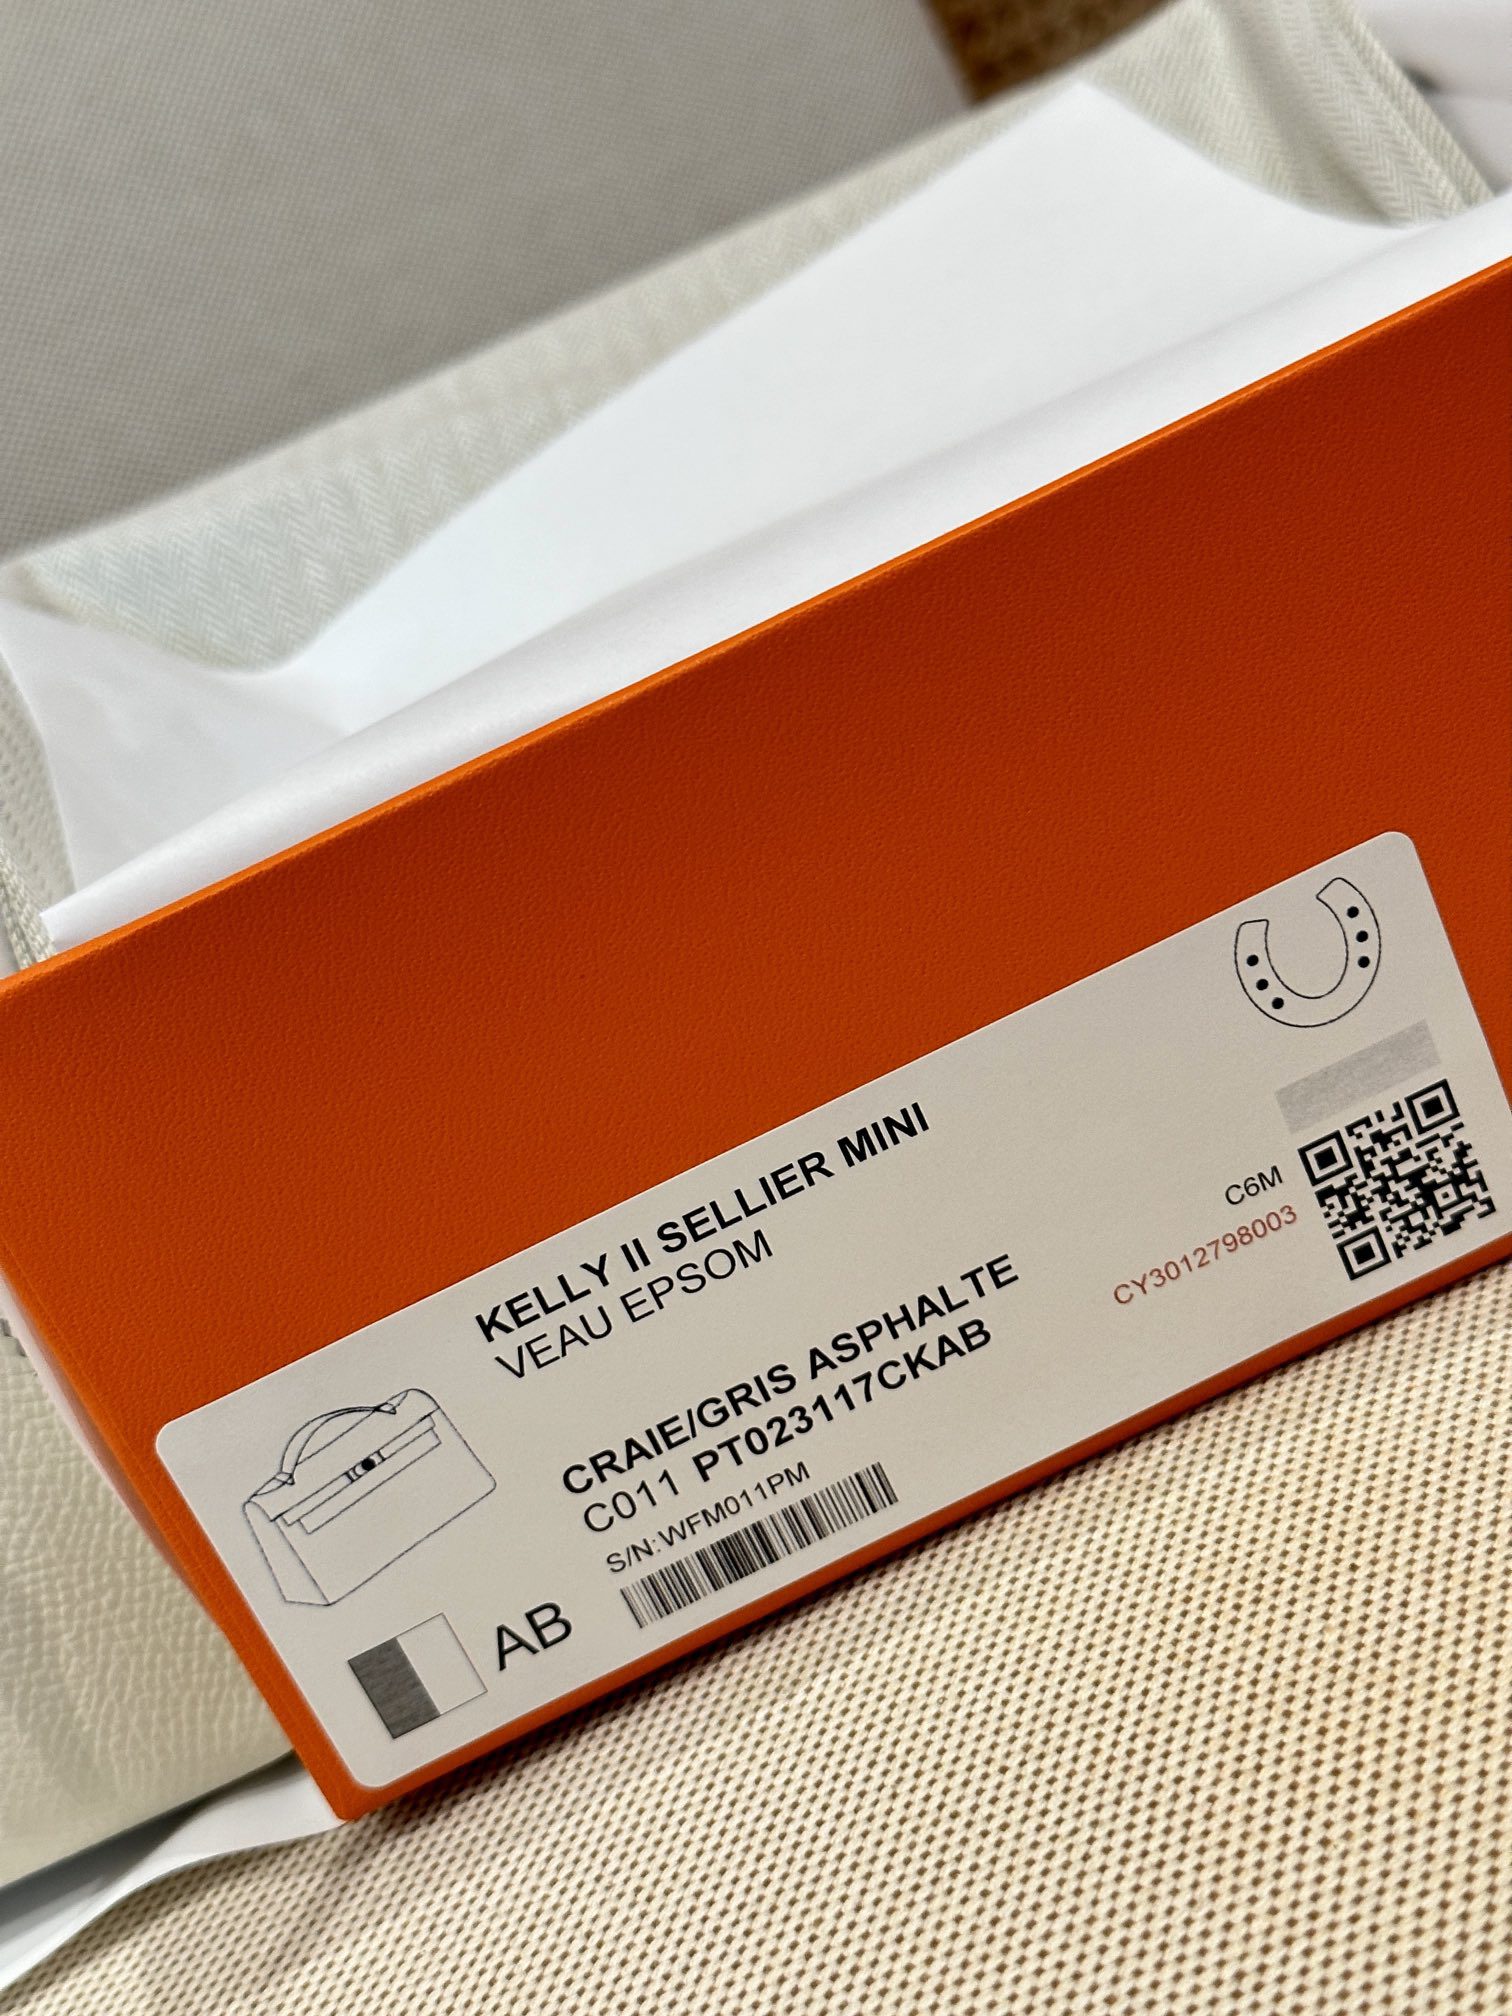 KELLY II SELLIER MINI
VEAU EPSOM
CRAIE/GRIS ASPHALTE
C011 PT023117CKAB
S/N:WFM011PM
AB
C6M
CY3012798003